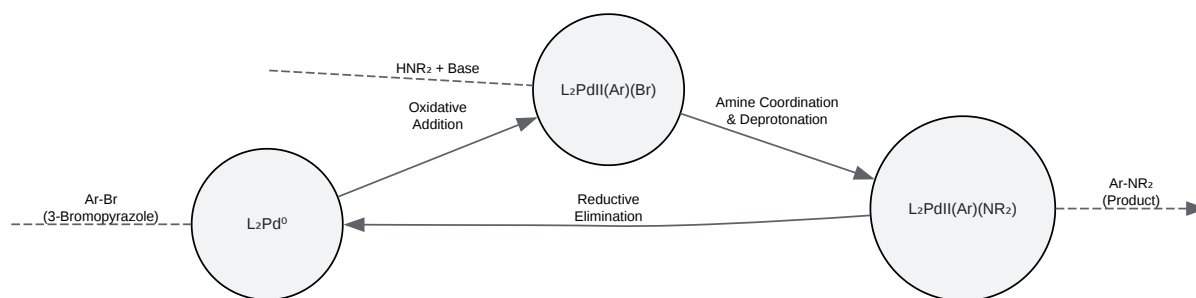 HNR₂ + Base
L₂PdII(Ar)(Br)
Oxidative
Addition
Amine Coordination
& Deprotonation
Ar-Br
(3-Bromopyrazole)
L₂Pd⁰
Reductive
Elimination
L₂PdII(Ar)(NR₂)
Ar-NR₂
(Product)